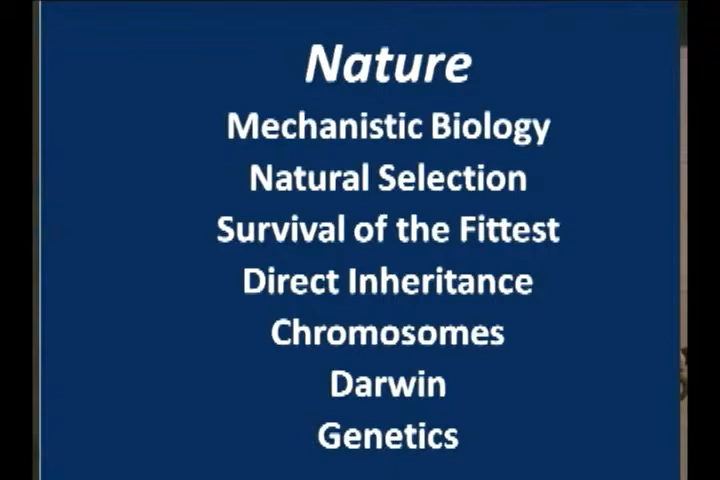 Nature
Mechanistic Biology
Natural Selection
Survival of the Fittest
Direct Inheritance
Chromosomes
Darwin
Genetics